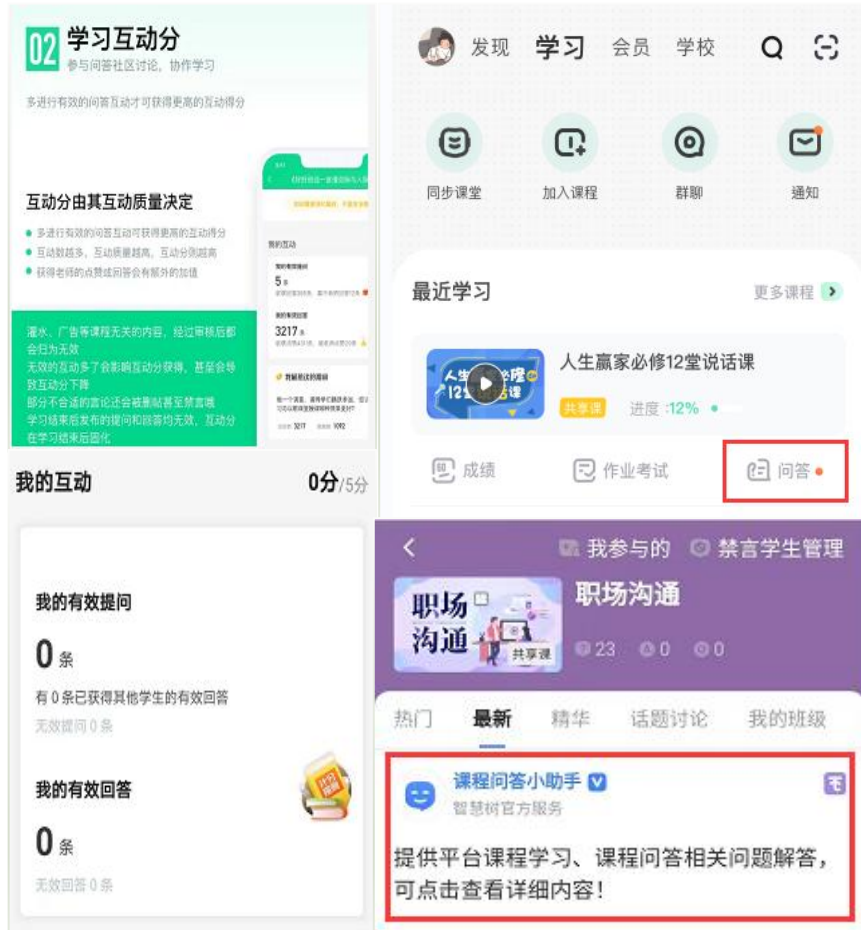 02 学习互动分
参与问答社区讨论，协作学习
多进行有效的问答互动才可获得更高的互动得分
互动分由其互动质量决定
多进行有效的问答互动可获得更高的互动得分
互动数越多，互动质量越高，互动分则越高
获得老师的点赞或回答会有额外的加值
灌水、广告等课程无关的内容，经过审核后都
会归为无效
无效的互动多了会影响互动分获得，甚至会导
致互动分下降
部分不合适的言论还会被删帖甚至禁言哦
学习结束后发布的提问和回答均无效，互动分
在学习结束后固化
我的互动
我的有效提问
5 条
我的有效回答
3217 条
发现 学习 会员 学校
同步课堂 加入课程 群聊 通知
最近学习 更多课程
人生赢家必修12堂说话课
共享课 进度:12%
成绩 作业考试 问答
我的互动 0分/5分
我的有效提问
0 条
有 0 条已获得其他学生的有效回答
无效提问 0 条
我的有效回答
0 条
无效回答 0 条
我参与的 禁言学生管理
职场
沟通
共享课
职场沟通
23 0 0
热门 最新 精华 话题讨论 我的班级
课程问答小助手
智慧树官方服务
提供平台课程学习、课程问答相关问题解答，
可点击查看详细内容！